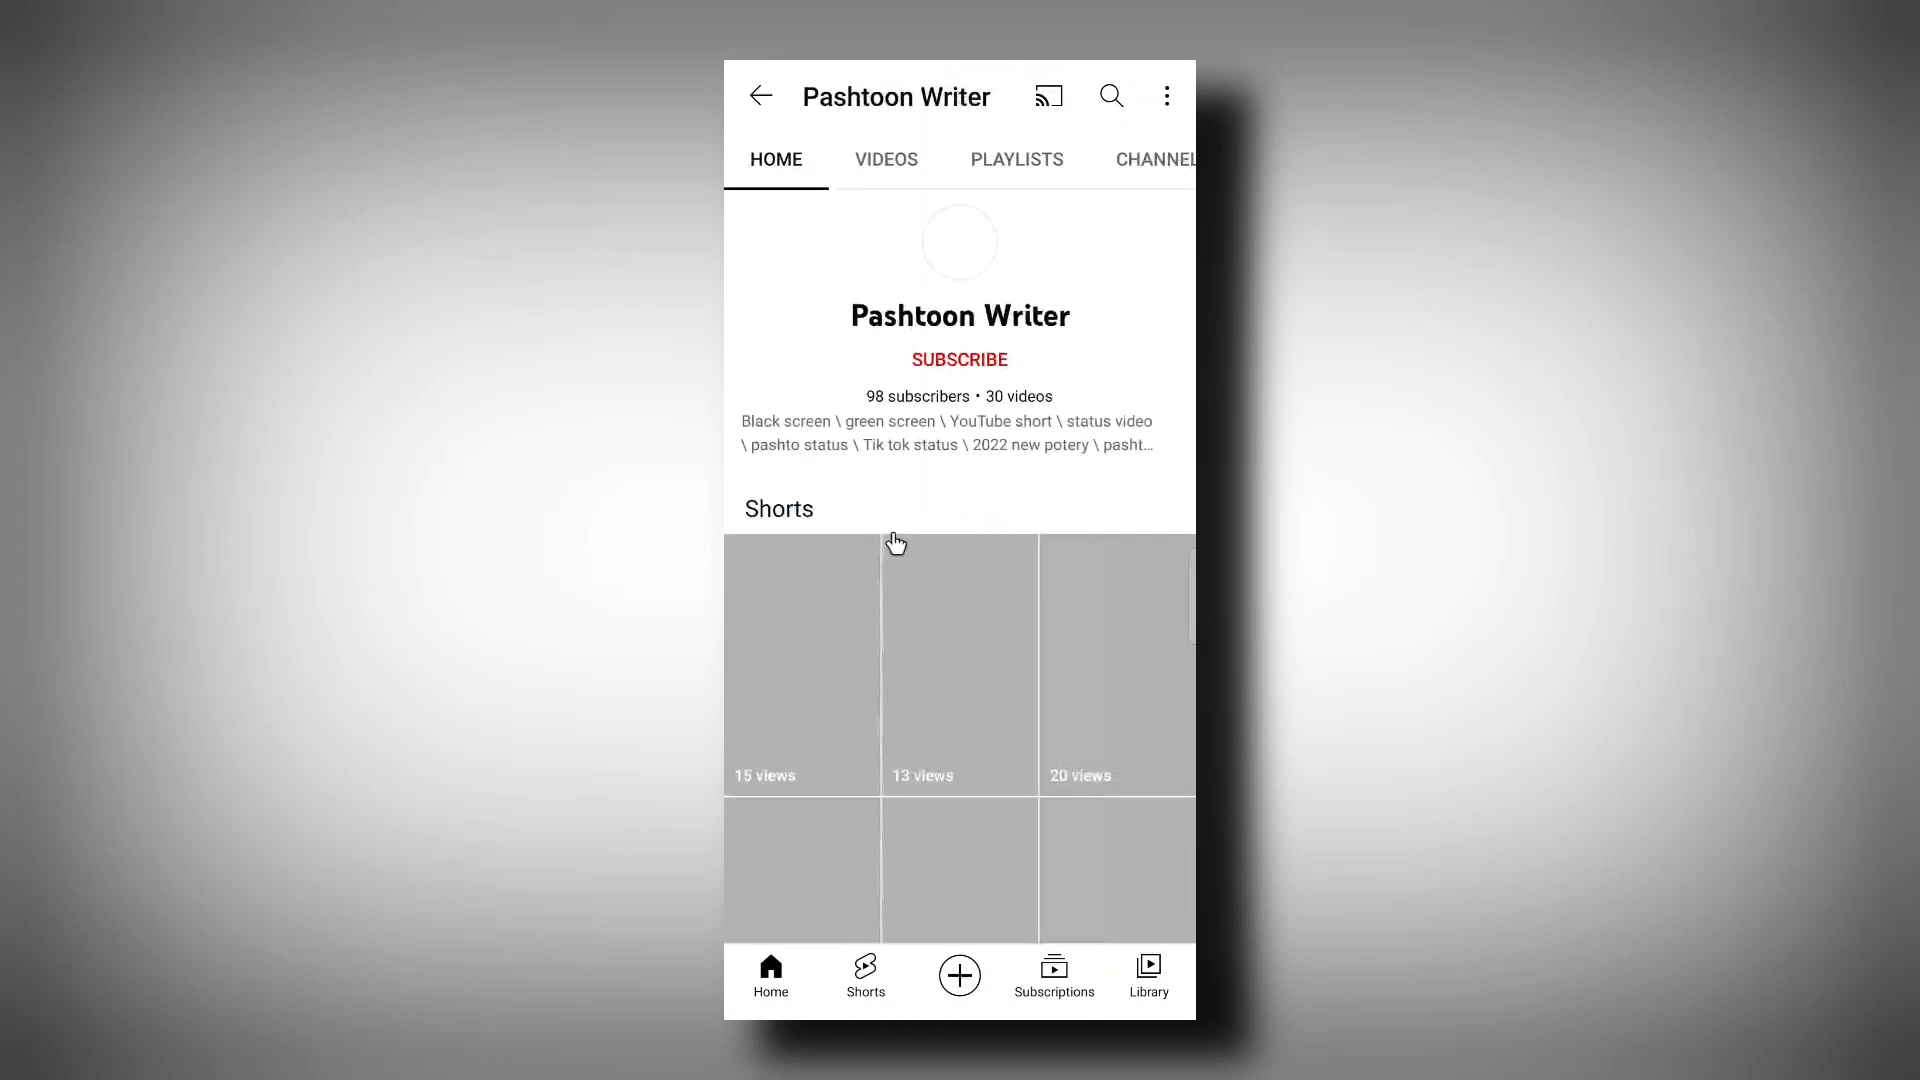 Pashtoon Writer
HOME VIDEOS PLAYLISTS CHANNEL
Pashtoon Writer
SUBSCRIBE
98 subscribers • 30 videos
Black screen \ green screen \ YouTube short \ status video
\ pashto status \ Tik tok status \ 2022 new potery \ pasht...
Shorts
15 views 13 views 20 views
Home Shorts Subscriptions Library